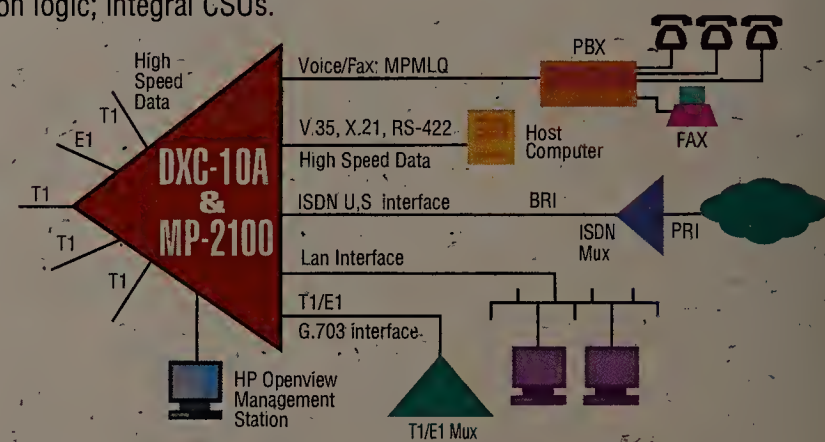 on logic; integral CSUs.
High
Speed
Data
T1
E1
T1
T1
T1
DXC-10A
&
MP-2100
Voice/Fax: MPMLQ
PBX
FAX
V.35, X.21, RS-422
High Speed Data
Host
Computer
ISDN U,S interface
BRI
ISDN
Mux
PRI
Lan Interface
T1/E1
G.703 interface
HP Openview
Management
Station
T1/E1 Mux